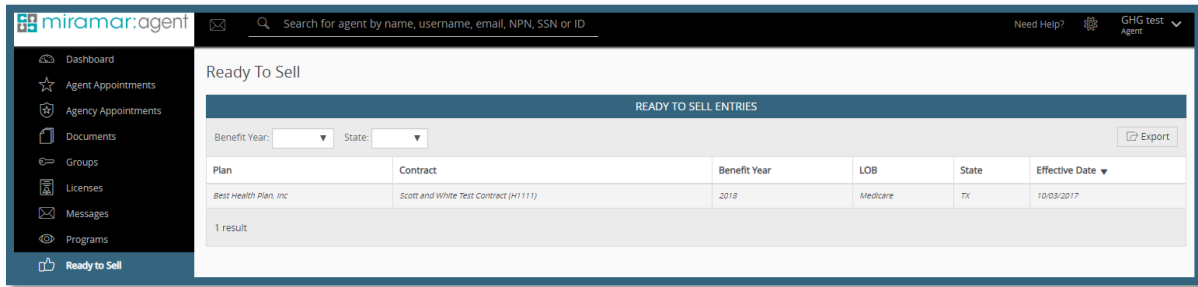 miramar:agent
Search for agent by name, username, email, NPN, SSN or ID
Need Help?
GHG test
Agent
Dashboard
Agent Appointments
Agency Appointments
Documents
Groups
Licenses
Messages
Programs
Ready to Sell
Ready To Sell
READY TO SELL ENTRIES
Benefit Year: State: Export
Plan Contract Benefit Year LOB State Effective Date
Best Health Plan, Inc Scott and White Test Contract (H1111) 2018 Medicare TX 10/03/2017
1 result